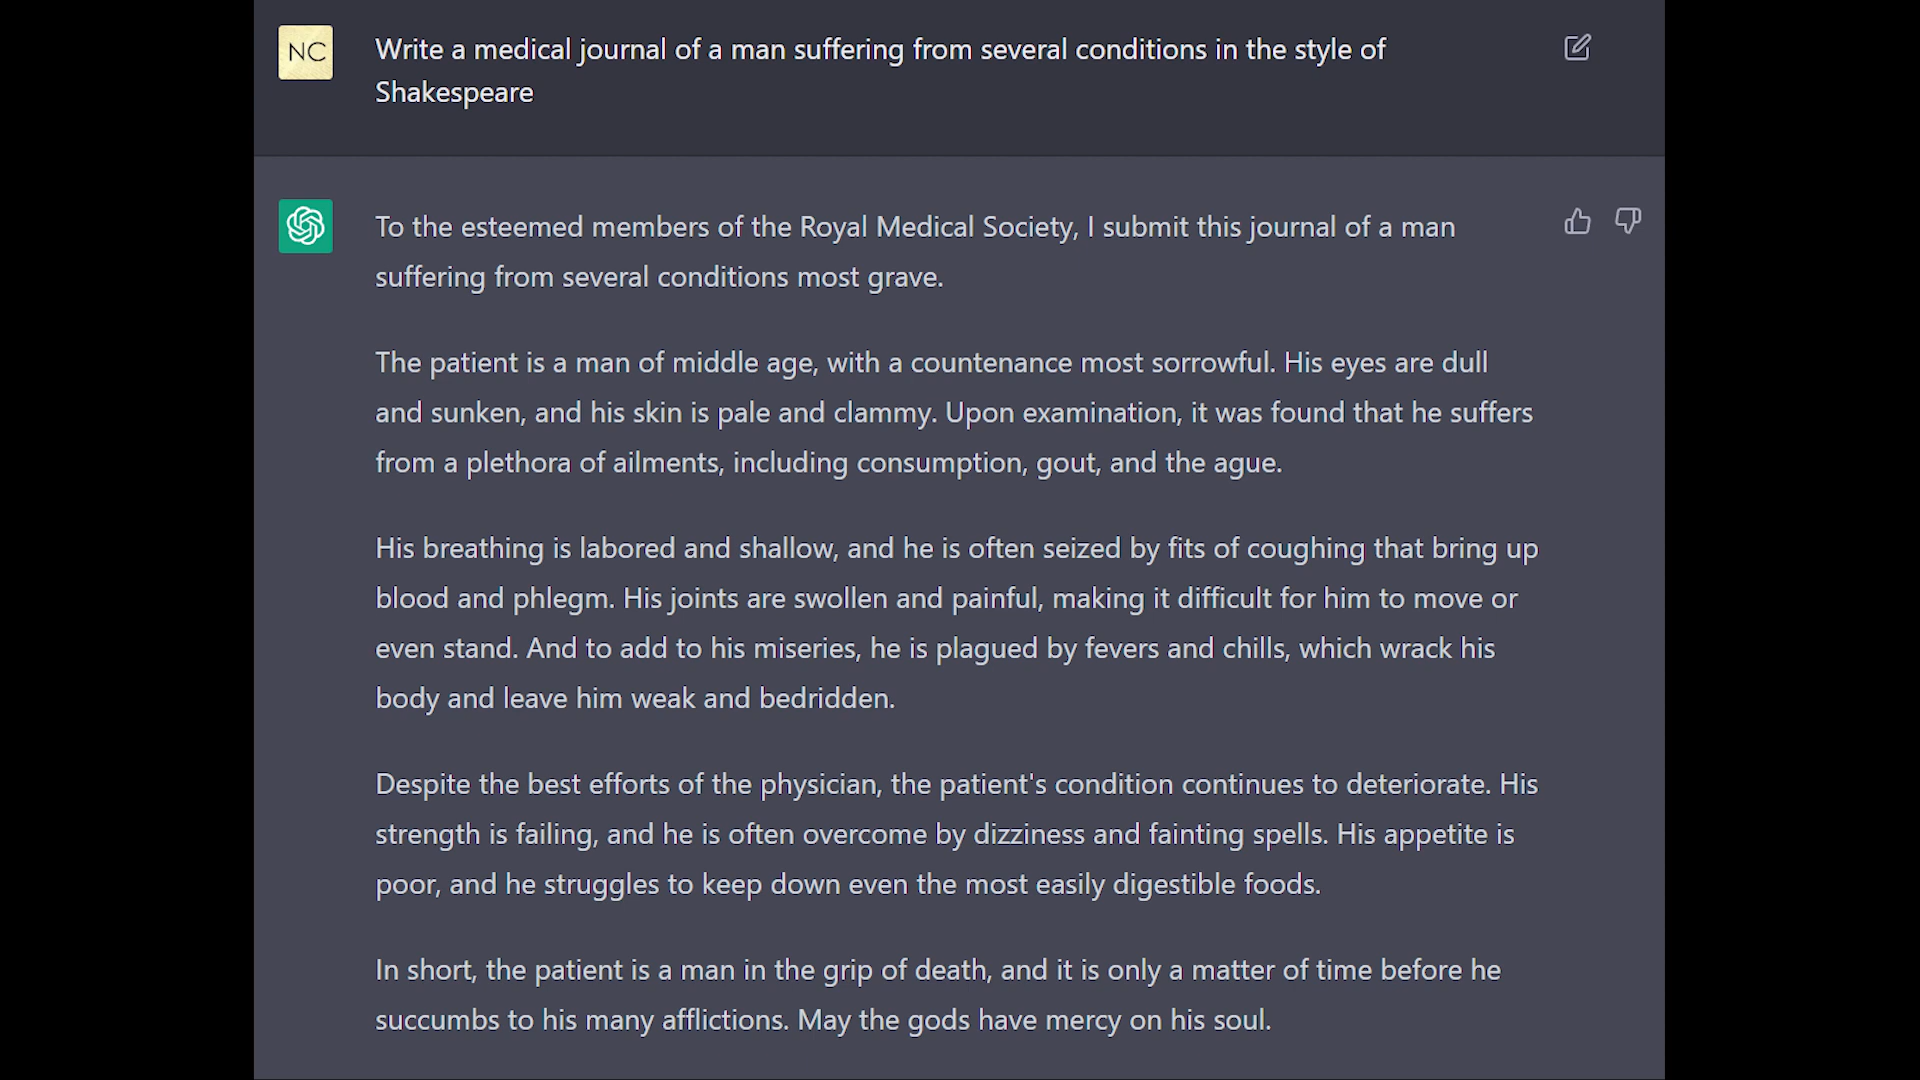 NC
Write a medical journal of a man suffering from several conditions in the style of
Shakespeare
To the esteemed members of the Royal Medical Society, I submit this journal of a man
suffering from several conditions most grave.
The patient is a man of middle age, with a countenance most sorrowful. His eyes are dull
and sunken, and his skin is pale and clammy. Upon examination, it was found that he suffers
from a plethora of ailments, including consumption, gout, and the ague.
His breathing is labored and shallow, and he is often seized by fits of coughing that bring up
blood and phlegm. His joints are swollen and painful, making it difficult for him to move or
even stand. And to add to his miseries, he is plagued by fevers and chills, which wrack his
body and leave him weak and bedridden.
Despite the best efforts of the physician, the patient's condition continues to deteriorate. His
strength is failing, and he is often overcome by dizziness and fainting spells. His appetite is
poor, and he struggles to keep down even the most easily digestible foods.
In short, the patient is a man in the grip of death, and it is only a matter of time before he
succumbs to his many afflictions. May the gods have mercy on his soul.